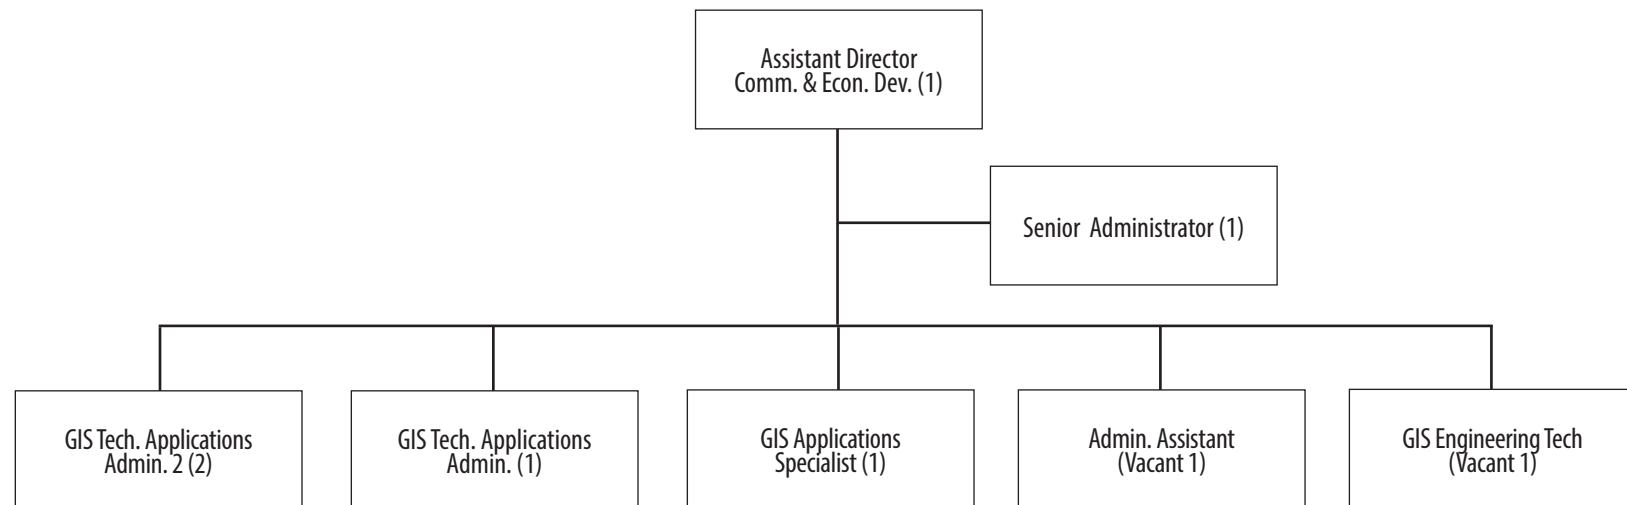 Assistant Director
Comm. & Econ. Dev. (1)
Senior Administrator (1)
GIS Tech. Applications
Admin. 2 (2)
GIS Tech. Applications
Admin. (1)
GIS Applications
Specialist (1)
Admin. Assistant
(Vacant 1)
GIS Engineering Tech
(Vacant 1)